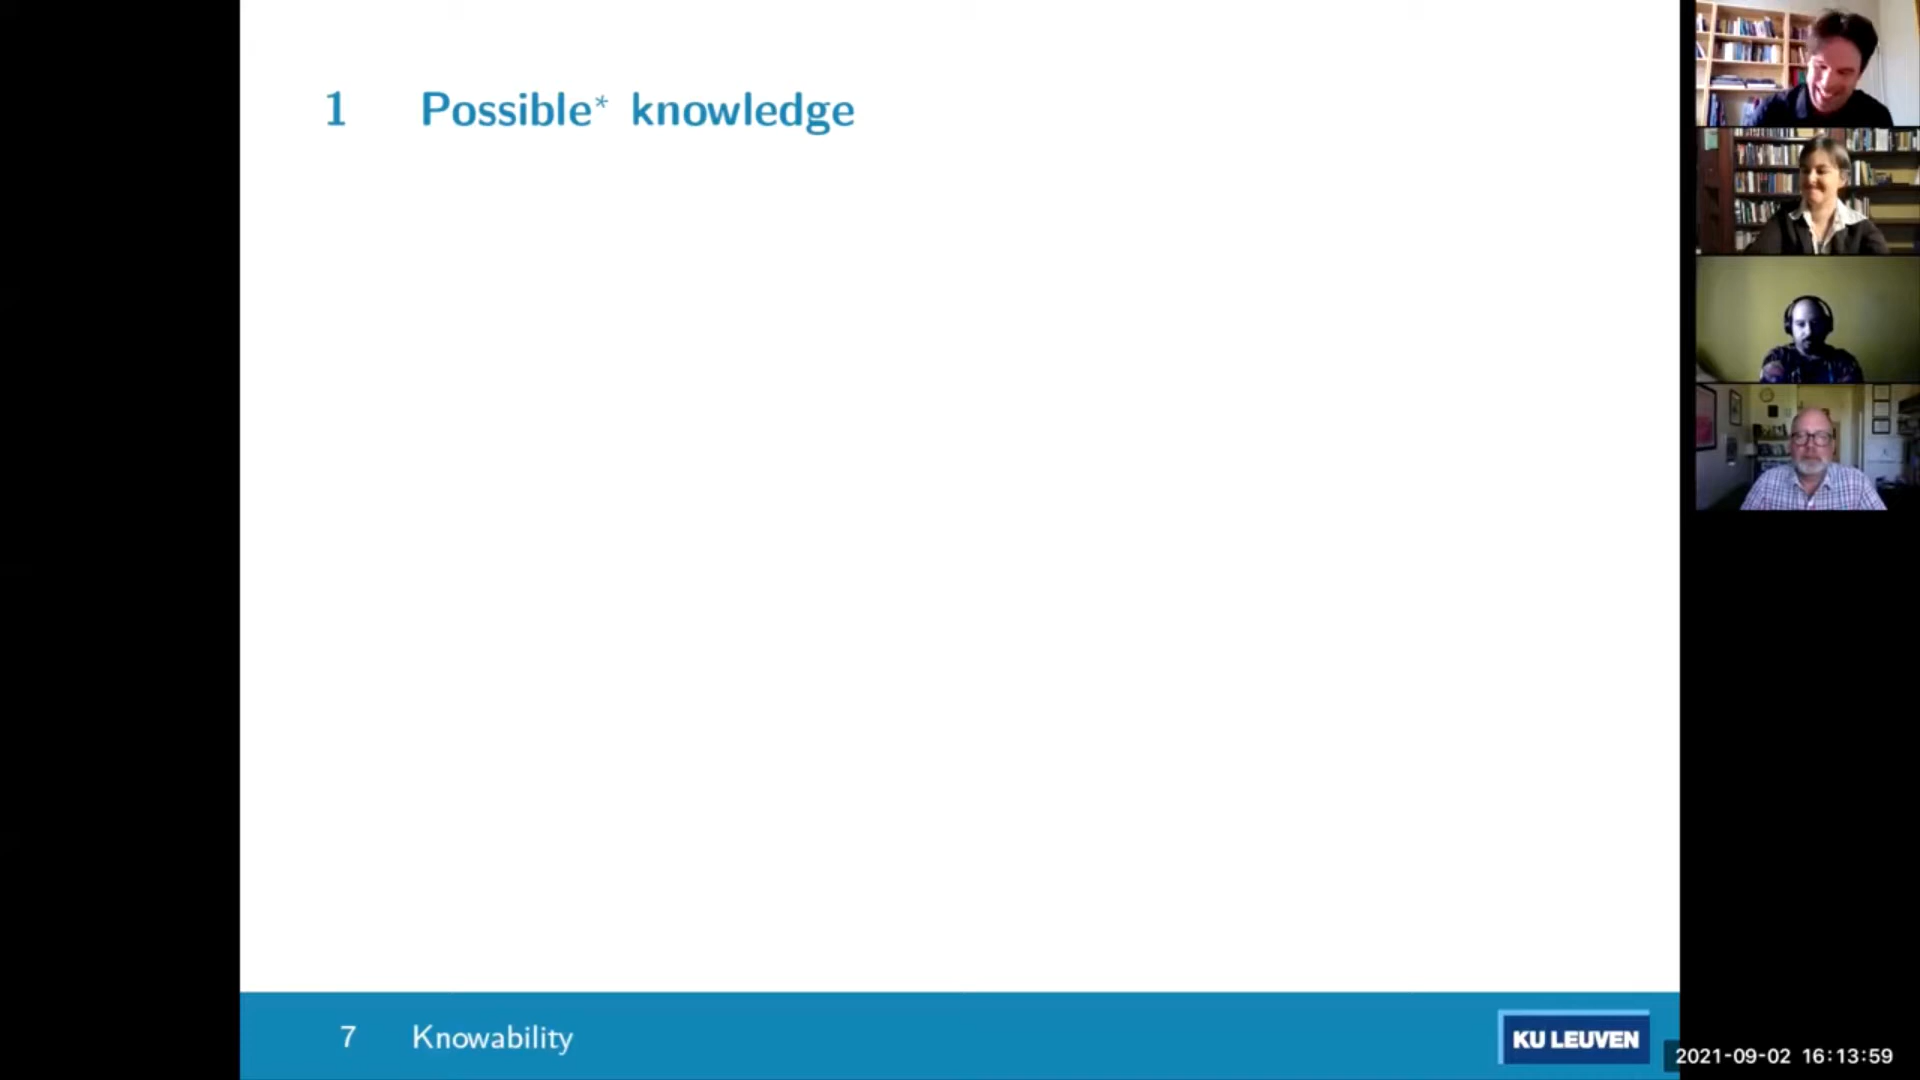 1 Possible* knowledge
7 Knowability
KU LEUVEN
2021-09-02 16:13:59